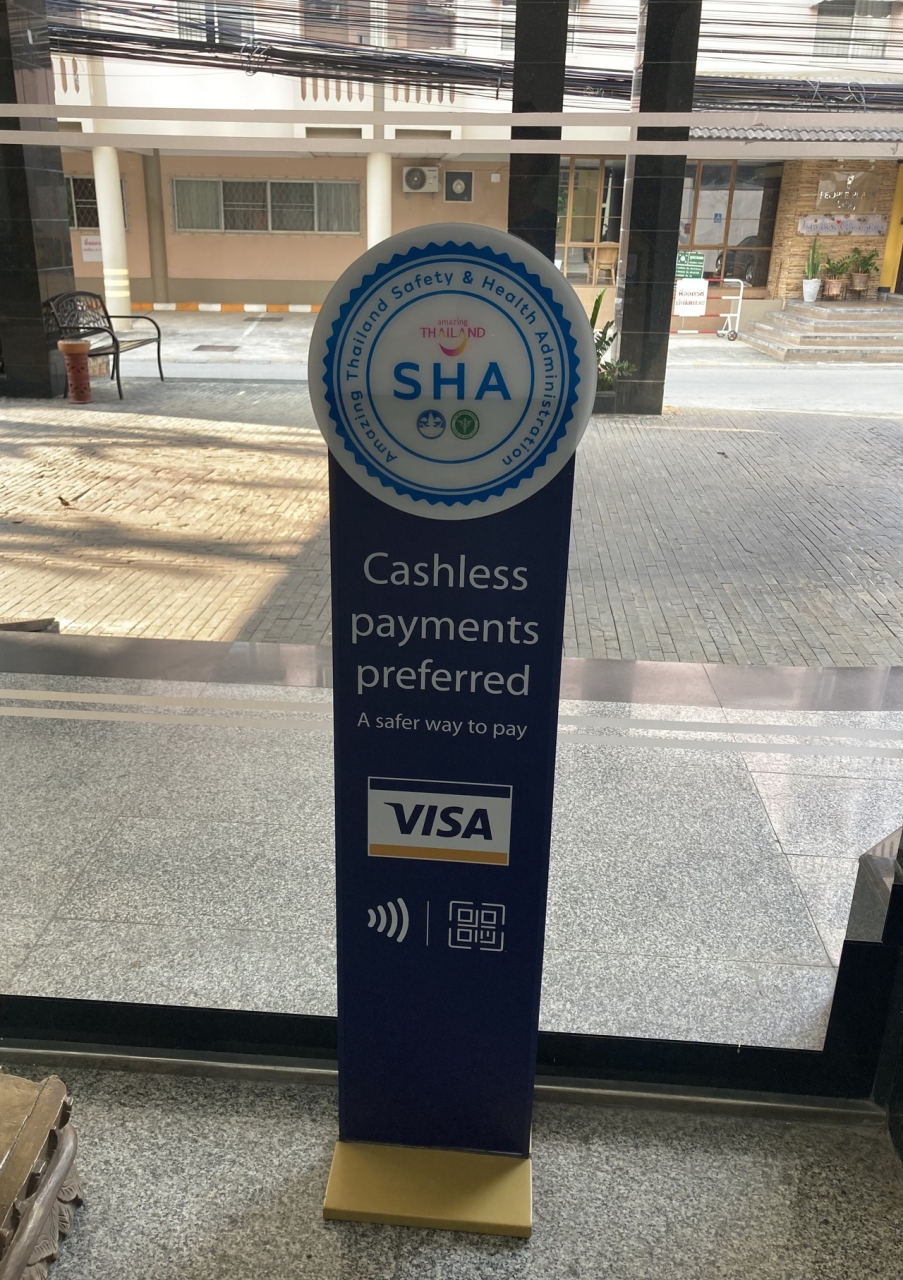 Amazing Thailand Safety & Health Administration
amazing
THAILAND
SHA
Cashless
payments
preferred
A safer way to pay
VISA